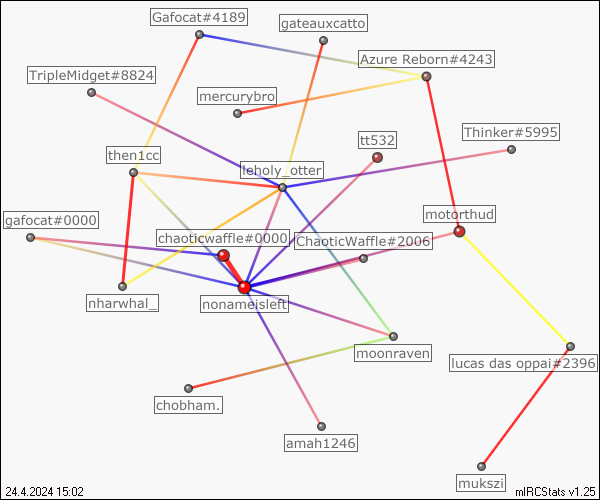 Gafocat#4189
gateauxcatto
Azure Reborn#4243
TripleMidget#8824
mercurybro
Thinker#5995
tt532
then1cc
leholy_otter
gafocat#0000
motorthud
chaoticwaffle#0000
ChaoticWaffle#2006
nharwhal_
nonameisleft
moonraven
lucas das oppai#2396
chobham.
amah1246
mukszi
24.4.2024 15:02
mIRCStats v1.25